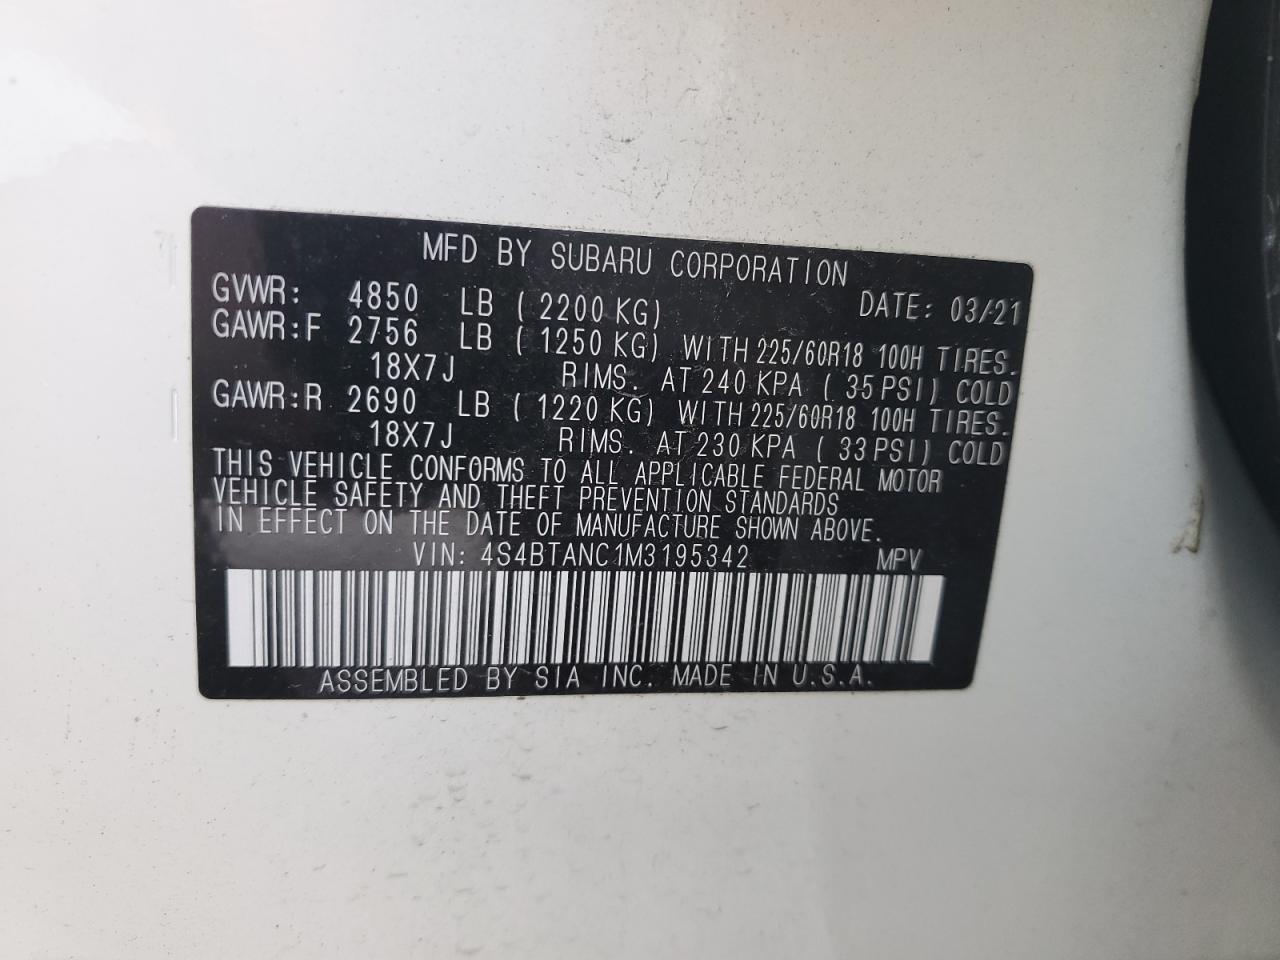 MFD BY SUBARU CORPORATION
GVWR: 4850 LB ( 2200 KG) DATE: 03/21
GAWR:F 2756 LB ( 1250 KG) WITH 225/60R18 100H TIRES.
18X7J RIMS. AT 240 KPA ( 35 PSI) COLD
GAWR:R 2690 LB ( 1220 KG) WITH 225/60R18 100H TIRES.
18X7J RIMS. AT 230 KPA ( 33 PSI) COLD
THIS VEHICLE CONFORMS TO ALL APPLICABLE FEDERAL MOTOR
VEHICLE SAFETY AND THEFT PREVENTION STANDARDS
IN EFFECT ON THE DATE OF MANUFACTURE SHOWN ABOVE.
VIN: 4S4BTANC1M3195342 MPV
ASSEMBLED BY SIA INC. MADE IN U.S.A.